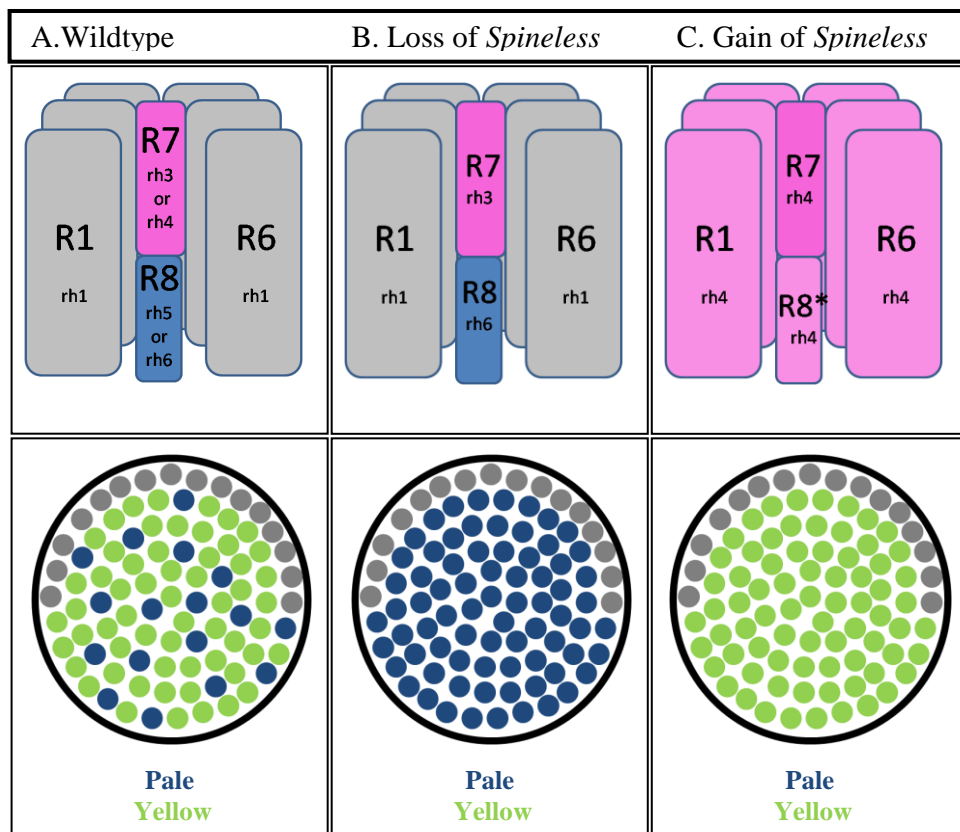 A.Wildtype
B. Loss of Spineless
C. Gain of Spineless
R7
rh3
or
rh4
R1
rh1
R6
rh1
R8
rh5
or
rh6
R7
rh3
R1
rh1
R6
rh1
R8
rh6
R7
rh4
R1
rh4
R6
rh4
R8*
rh4
Pale
Yellow
Pale
Yellow
Pale
Yellow